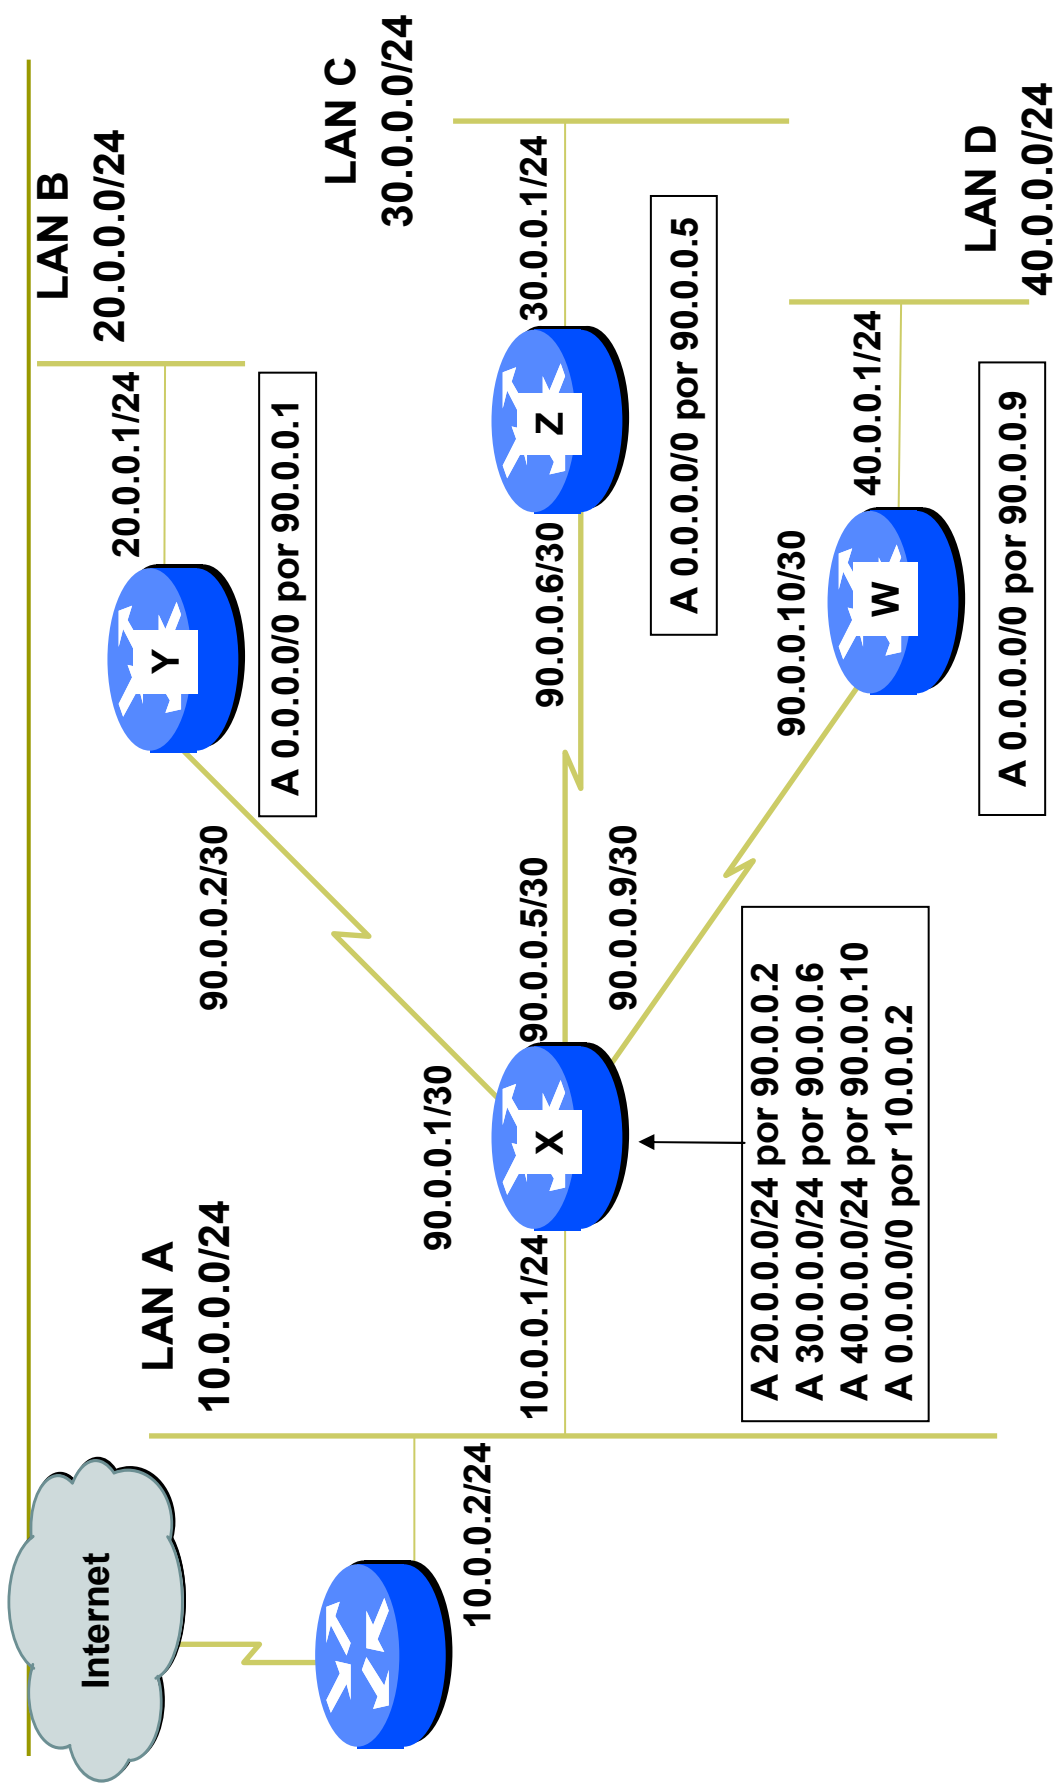 Internet
LAN A
10.0.0.0/24
10.0.0.2/24
10.0.0.1/24
X
90.0.0.1/30
90.0.0.5/30
90.0.0.9/30
A 20.0.0.0/24 por 90.0.0.2
A 30.0.0.0/24 por 90.0.0.6
A 40.0.0.0/24 por 90.0.0.10
A 0.0.0.0/0 por 10.0.0.2
90.0.0.2/30
Y
20.0.0.1/24
LAN B
20.0.0.0/24
A 0.0.0.0/0 por 90.0.0.1
90.0.0.6/30
Z
30.0.0.1/24
LAN C
30.0.0.0/24
A 0.0.0.0/0 por 90.0.0.5
90.0.0.10/30
W
40.0.0.1/24
LAN D
40.0.0.0/24
A 0.0.0.0/0 por 90.0.0.9